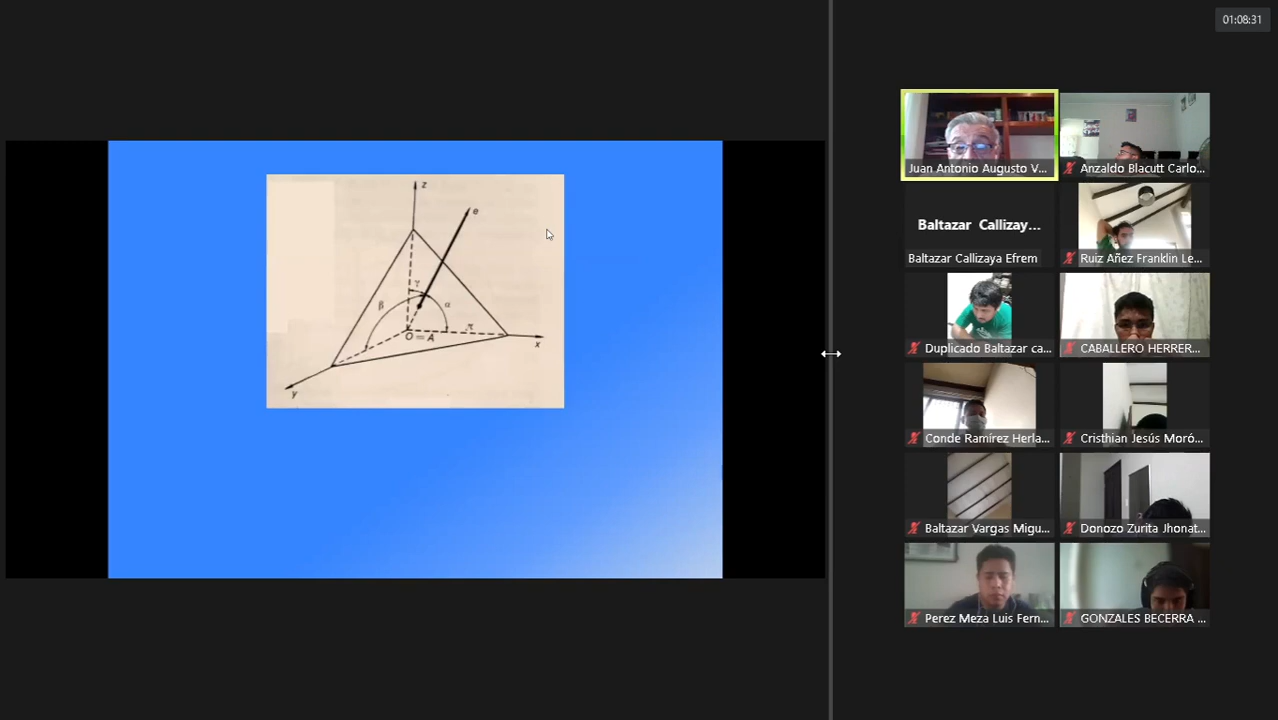 01:08:31
z
e
γ
β
α
π
O = A
x
y
Juan Antonio Augusto V...
Anzaldo Blacutt Carlo...
Baltazar Callizay...
Baltazar Callizaya Efrem
Ruiz Añez Franklin Le...
Duplicado Baltazar ca...
CABALLERO HERRER...
Conde Ramírez Herla...
Cristhian Jesús Moró...
Baltazar Vargas Migu...
Donozo Zurita Jhonat...
Perez Meza Luis Fern...
GONZALES BECERRA ...